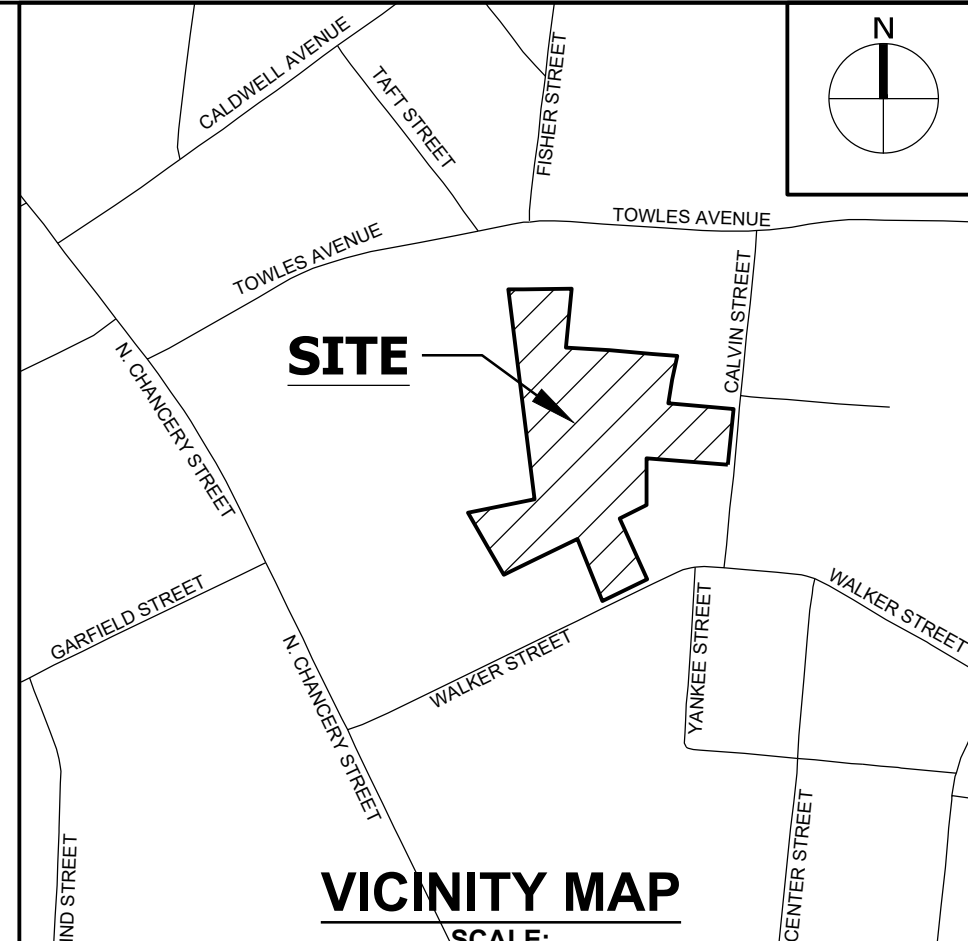 N
CALDWELL AVENUE
TAFT STREET
FISHER STREET
TOWLES AVENUE
TOWLES AVENUE
CALVIN STREET
SITE
N. CHANCERY STREET
GARFIELD STREET
WALKER STREET
YANKEE STREET
WALKER STREET
N. CHANCERY STREET
CENTER STREET
IND STREET
VICINITY MAP
SCALE: